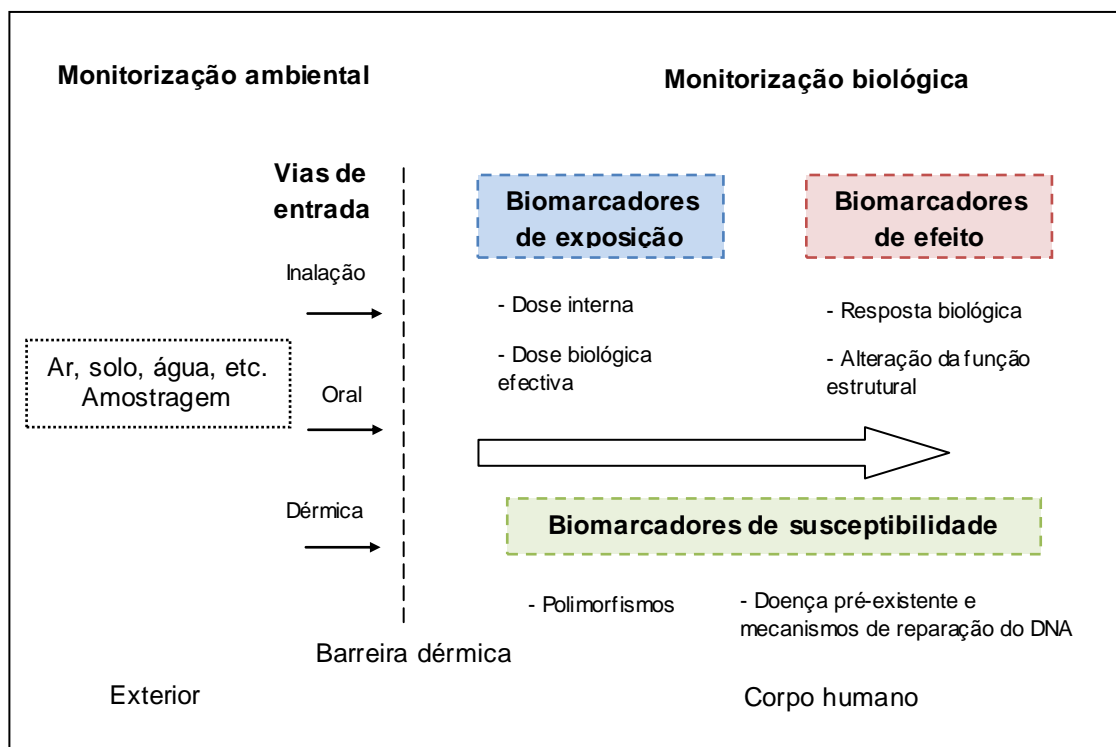 Monitorização ambiental
Monitorização biológica
Vias de
entrada
Inalação
Ar, solo, água, etc.
Amostragem
Oral
Dérmica
Barreira dérmica
Exterior
Biomarcadores
de exposição
- Dose interna
- Dose biológica
efectiva
Biomarcadores
de efeito
- Resposta biológica
- Alteração da função
estrutural
Biomarcadores de susceptibilidade
- Polimorfismos
- Doença pré-existente e
mecanismos de reparação do DNA
Corpo humano